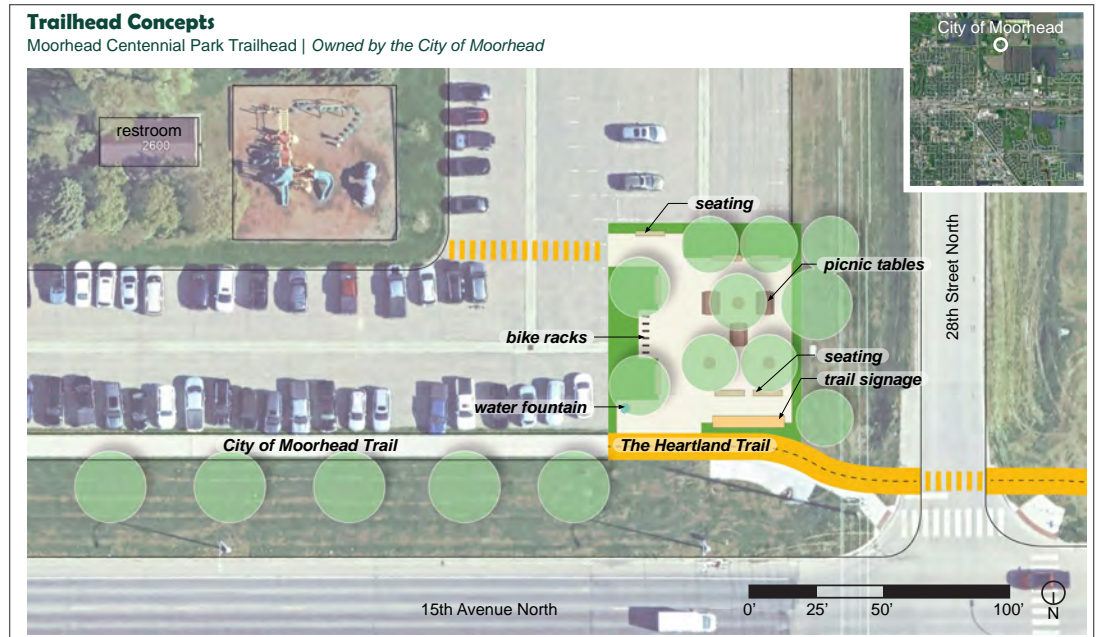 Trailhead Concepts
Moorhead Centennial Park Trailhead | Owned by the City of Moorhead
City of Moorhead
restroom
2600
seating
picnic tables
28th Street North
bike racks
seating
trail signage
water fountain
City of Moorhead Trail
The Heartland Trail
15th Avenue North
0' 25' 50' 100'
N